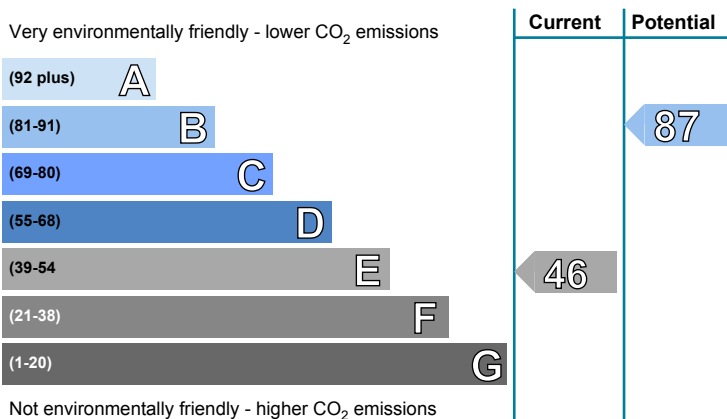 Current Potential
Very environmentally friendly - lower CO2 emissions
(92 plus) A
(81-91) B 87
(69-80) C
(55-68) D
(39-54 E 46
(21-38) F
(1-20) G
Not environmentally friendly - higher CO2 emissions